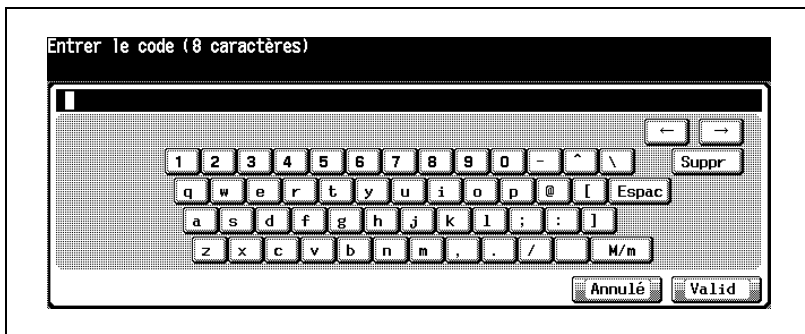 Entrer le code (8 caractères)
← →
1 2 3 4 5 6 7 8 9 0 - ^ \ Suppr
q w e r t y u i o p @ [ Espac
a s d f g h j k l ; : ]
z x c v b n m , . / M/m
Annulé Valid